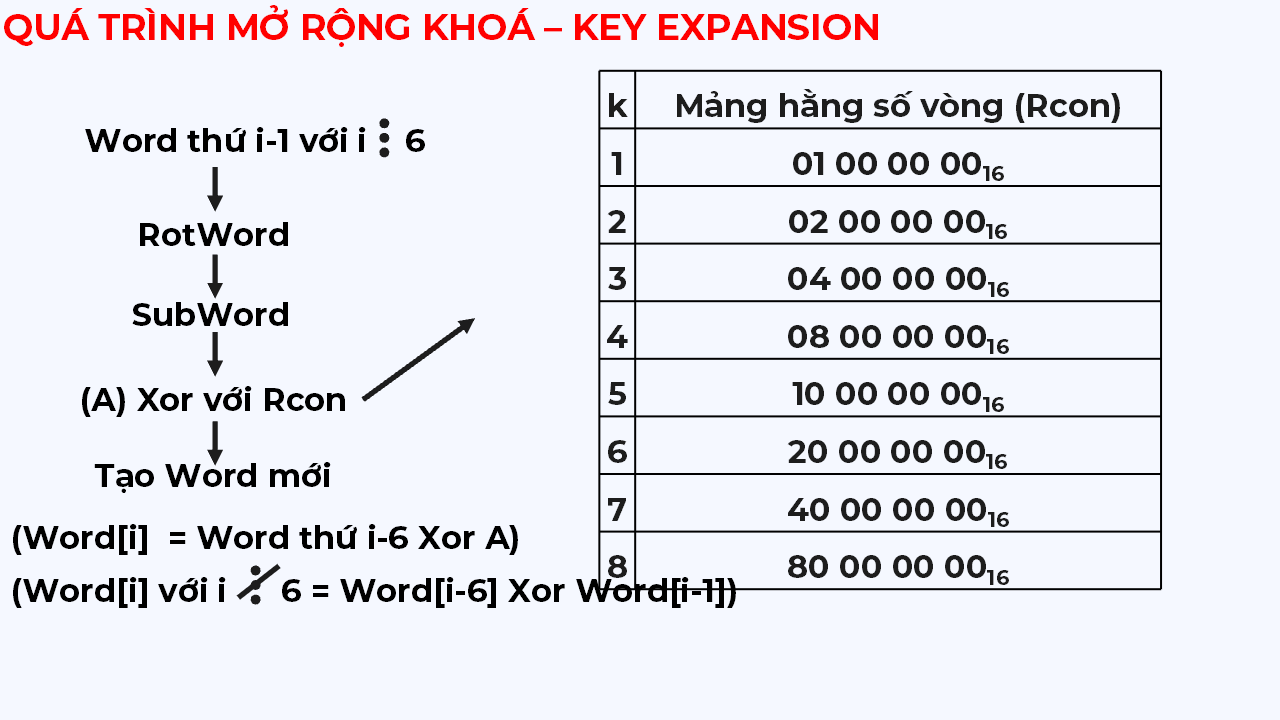 QUÁ TRÌNH MỞ RỘNG KHOÁ – KEY EXPANSION
Word thứ i-1 với i ⋮ 6
RotWord
SubWord
(A) Xor với Rcon
Tạo Word mới
(Word[i] = Word thứ i-6 Xor A)
(Word[i] với i ⋮̸ 6 = Word[i-6] Xor Word[i-1])
k Mảng hằng số vòng (Rcon)
1 01 00 00 00₁₆
2 02 00 00 00₁₆
3 04 00 00 00₁₆
4 08 00 00 00₁₆
5 10 00 00 00₁₆
6 20 00 00 00₁₆
7 40 00 00 00₁₆
8 80 00 00 00₁₆